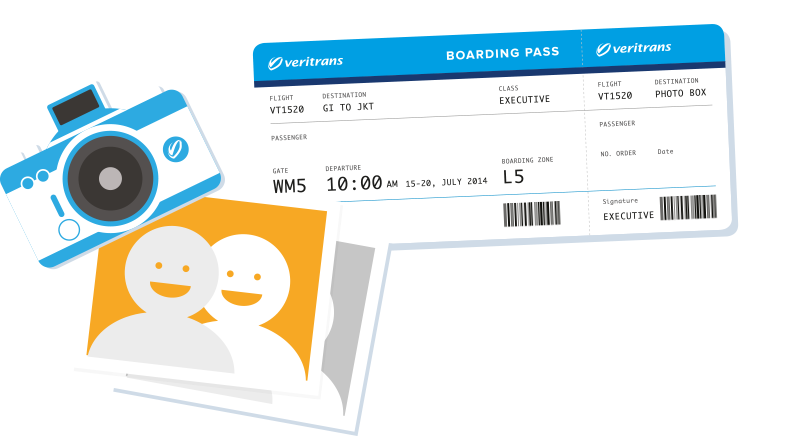 veritrans
BOARDING PASS
veritrans
FLIGHT
VT1520
DESTINATION
GI TO JKT
CLASS
EXECUTIVE
FLIGHT
VT1520
DESTINATION
PHOTO BOX
PASSENGER
PASSENGER
GATE
WM5
DEPARTURE
10:00 AM 15-20, JULY 2014
BOARDING ZONE
L5
NO. ORDER
Date
Signature
EXECUTIVE